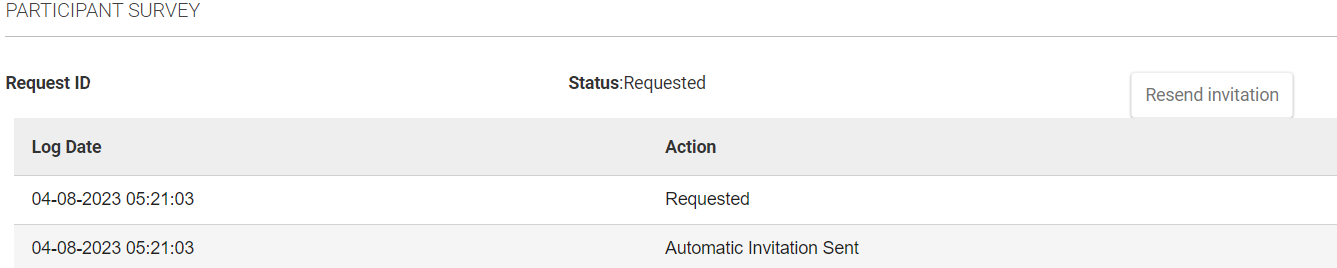 PARTICIPANT SURVEY
Request ID Status:Requested Resend invitation
Log Date Action
04-08-2023 05:21:03 Requested
04-08-2023 05:21:03 Automatic Invitation Sent